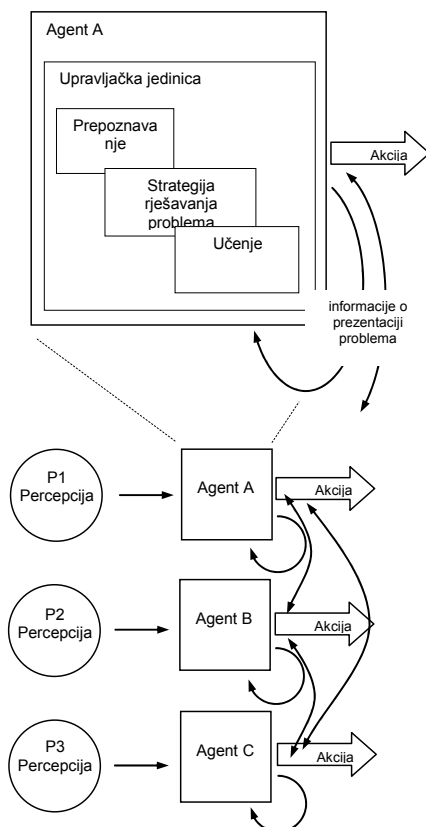 Agent A
Upravljačka jedinica
Prepoznava
nje
Strategija
rješavanja
problema
Učenje
Akcija
informacije o
prezentaciji
problema
P1
Percepcija
Agent A
Akcija
P2
Percepcija
Agent B
Akcija
P3
Percepcija
Agent C
Akcija